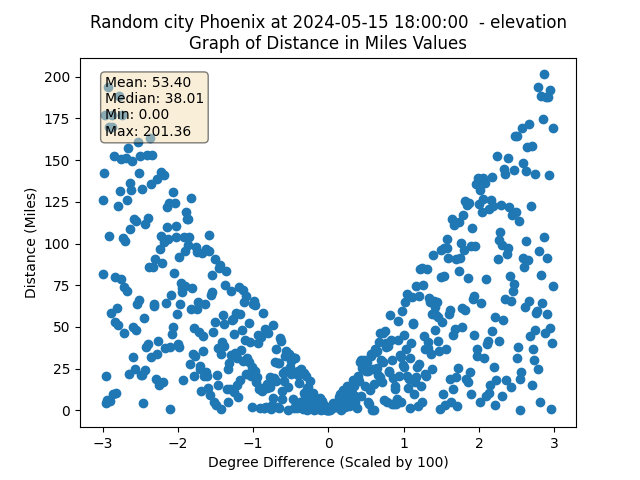 Random city Phoenix at 2024-05-15 18:00:00  - elevation
Graph of Distance in Miles Values
Mean: 53.40
Median: 38.01
Min: 0.00
Max: 201.36
Distance (Miles)
200
175
150
125
100
75
50
25
0
−3 −2 −1 0 1 2 3
Degree Difference (Scaled by 100)